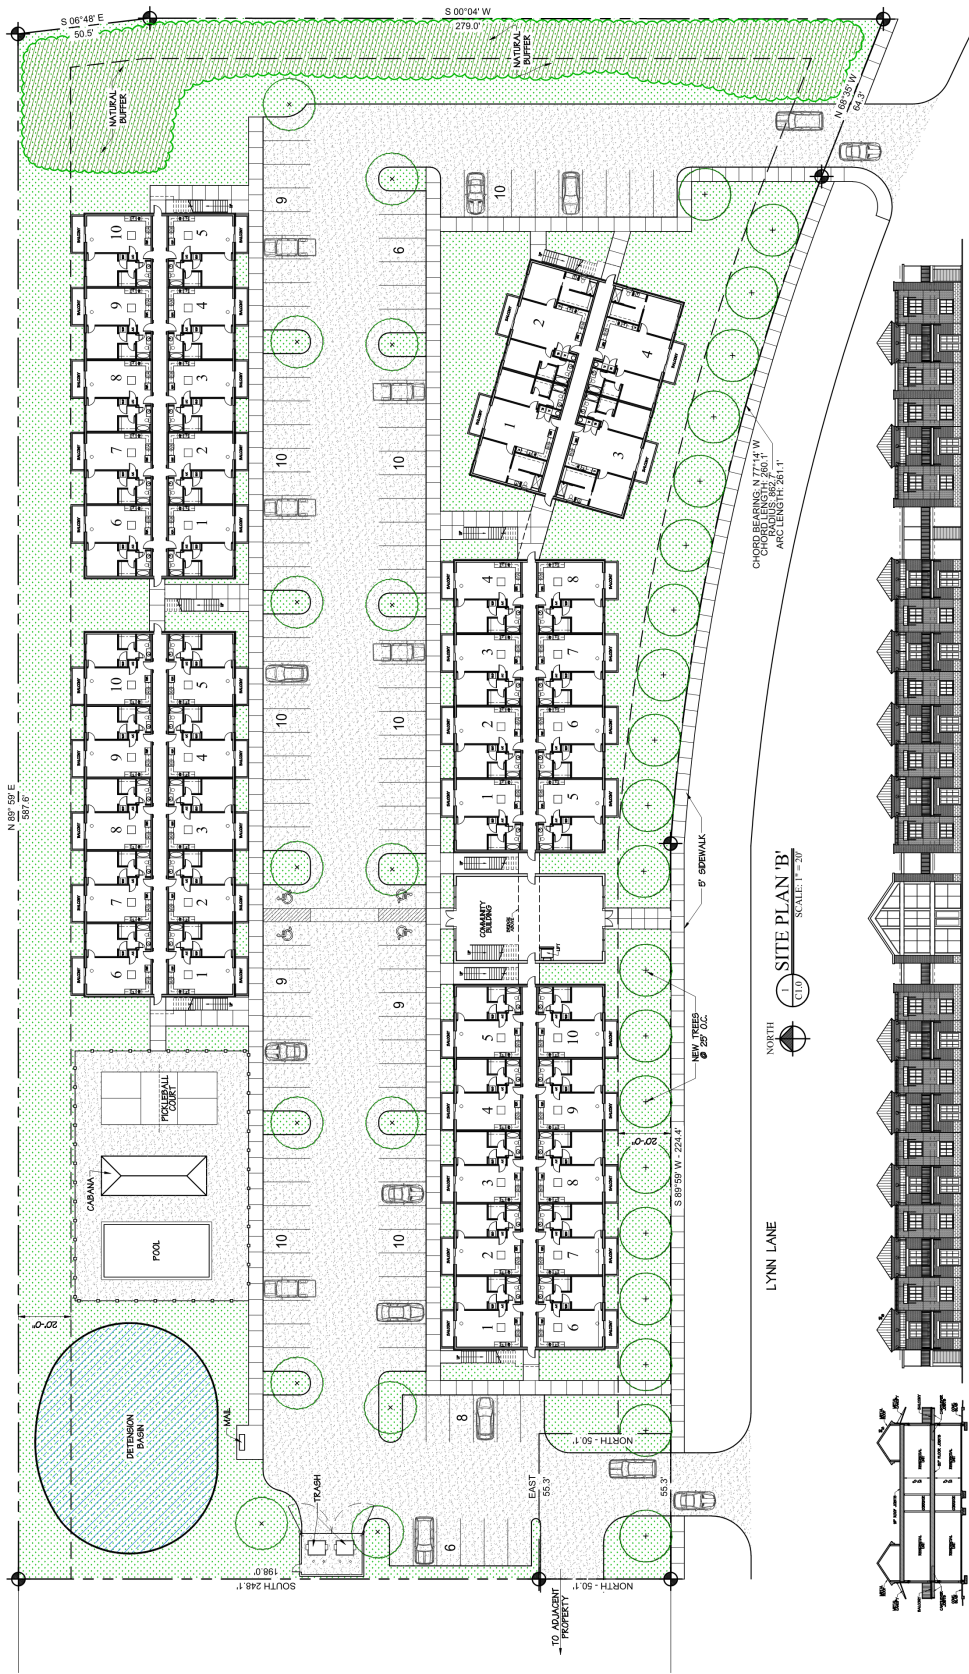 S 06°48' E
50.5'
S 00°04' W
279.0'
NATURAL
BUFFER
NATURAL
BUFFER
N 68°35' W
64.3'
N 89° 59' E
587.6'
10
9
8
7
6
5
4
3
2
1
10
9
8
7
6
5
4
3
2
1
BALCONY
9
10
10
9
10
6
10
10
9
10
10
8
6
2
1
4
3
4
3
2
1
8
7
6
5
COMMUNITY
BUILDING
LIFT
5
4
3
2
1
10
9
8
7
6
UP
CHORD BEARING: N 77°14' W
CHORD LENGTH: 260.1'
RADIUS: 862.7'
ARC LENGTH: 261.1'
5' SIDEWALK
NEW TREES
@ 25' O.C.
20'-0"
S 89°59' W - 224.4'
PICKLEBALL
COURT
CABANA
POOL
20'-0"
DETENSION
BASIN
MAIL
TRASH
SOUTH 248.1'
198.0'
EAST
55.3'
NORTH - 50.1'
55.3'
NORTH - 50.1'
TO ADJACENT
PROPERTY
LYNN LANE
NORTH
1
C1.0
SITE PLAN 'B'
SCALE: 1" = 20'